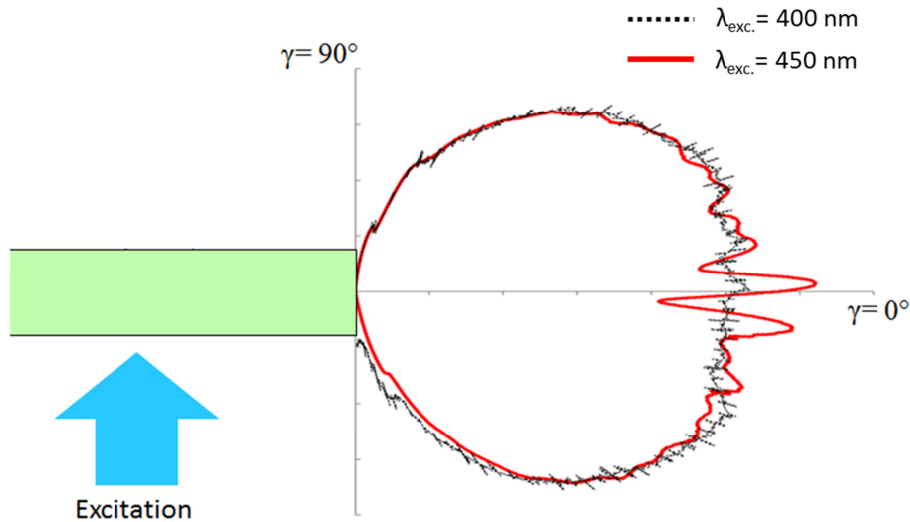 λexc.= 400 nm
λexc.= 450 nm
γ= 90°
γ= 0°
Excitation